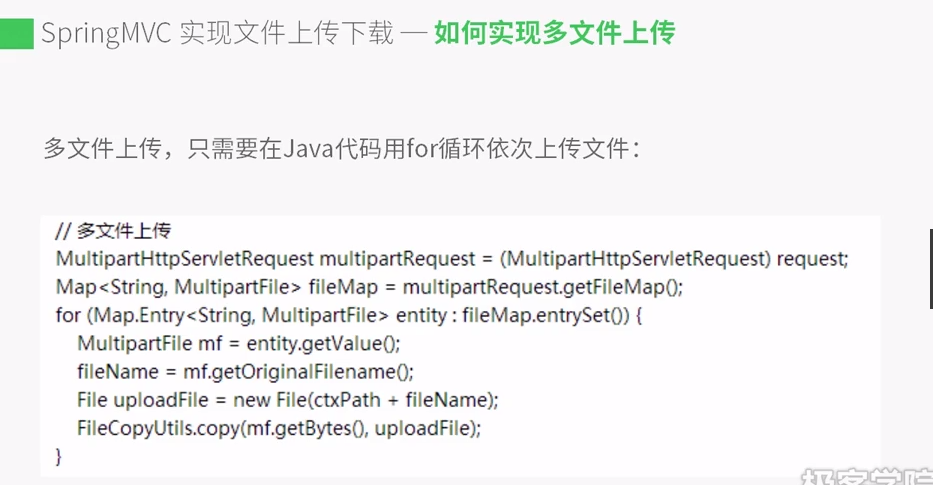 SpringMVC 实现文件上传下载 — 如何实现多文件上传
多文件上传，只需要在Java代码用for循环依次上传文件：
// 多文件上传
MultipartHttpServletRequest multipartRequest = (MultipartHttpServletRequest) request;
Map<String, MultipartFile> fileMap = multipartRequest.getFileMap();
for (Map.Entry<String, MultipartFile> entity : fileMap.entrySet()) {
MultipartFile mf = entity.getValue();
fileName = mf.getOriginalFilename();
File uploadFile = new File(ctxPath + fileName);
FileCopyUtils.copy(mf.getBytes(), uploadFile);
}
极客学院